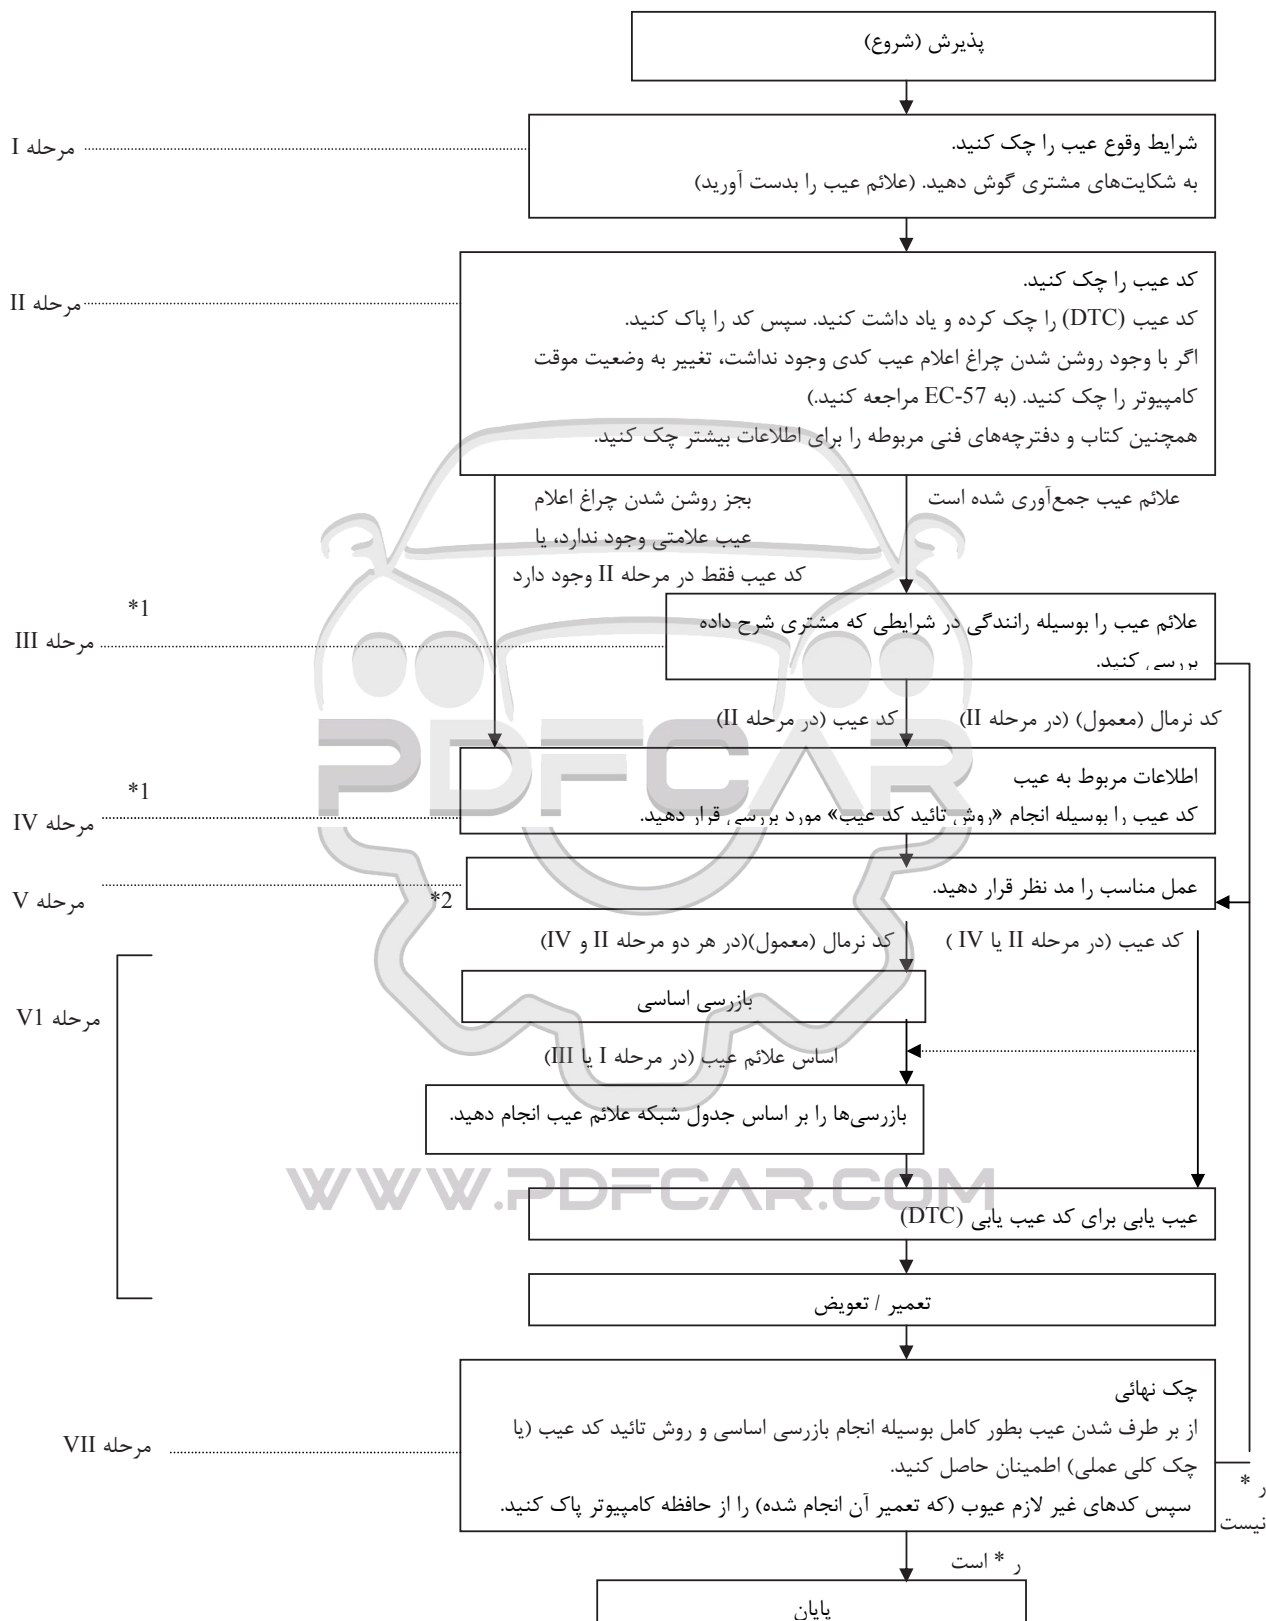 پذیرش (شروع)
مرحله I
شرایط وقوع عیب را چک کنید.
به شکایت‌های مشتری گوش دهید. (علائم عیب را بدست آورید)
مرحله II
کد عیب را چک کنید.
کد عیب (DTC) را چک کرده و یاد داشت کنید. سپس کد را پاک کنید.
اگر با وجود روشن شدن چراغ اعلام عیب کدی وجود نداشت، تغییر به وضعیت موقت
کامپیوتر را چک کنید. (به EC-57 مراجعه کنید.)
همچنین کتاب و دفترچه‌های فنی مربوطه را برای اطلاعات بیشتر چک کنید.
علائم عیب جمع‌آوری شده است
بجز روشن شدن چراغ اعلام
عیب علامتی وجود ندارد، یا
کد عیب فقط در مرحله II وجود دارد
*1
مرحله III
علائم عیب را بوسیله رانندگی در شرایطی که مشتری شرح داده
بررسی کنید.
کد نرمال (معمول) (در مرحله II)
کد عیب (در مرحله II)
PDFCAR
*1
مرحله IV
اطلاعات مربوط به عیب
کد عیب را بوسیله انجام «روش تائید کد عیب» مورد بررسی قرار دهید.
مرحله V
*2
عمل مناسب را مد نظر قرار دهید.
کد عیب (در مرحله II یا IV )
کد نرمال (معمول)(در هر دو مرحله II و IV)
مرحله V1
بازرسی اساسی
اساس علائم عیب (در مرحله I یا III)
بازرسی‌ها را بر اساس جدول شبکه علائم عیب انجام دهید.
WWW.PDFCAR.COM
عیب یابی برای کد عیب یابی (DTC)
تعمیر / تعویض
مرحله VII
چک نهائی
از بر طرف شدن عیب بطور کامل بوسیله انجام بازرسی اساسی و روش تائید کد عیب (یا
چک کلی عملی) اطمینان حاصل کنید.
سپس کدهای غیر لازم عیوب (که تعمیر آن انجام شده) را از حافظه کامپیوتر پاک کنید.
ر *
نیست
ر * است
پایان